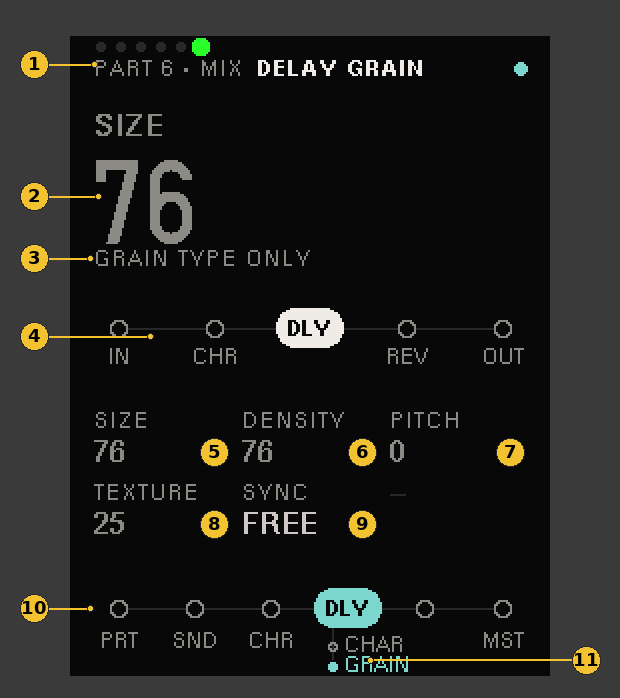 1 PART 6 · MIX DELAY GRAIN
SIZE
2 76
3 GRAIN TYPE ONLY
4 DLY
IN CHR REV OUT
SIZE DENSITY PITCH
76 5 76 6 0 7
TEXTURE SYNC —
25 8 FREE 9
10 DLY
PRT SND CHR MST
CHAR
GRAIN 11